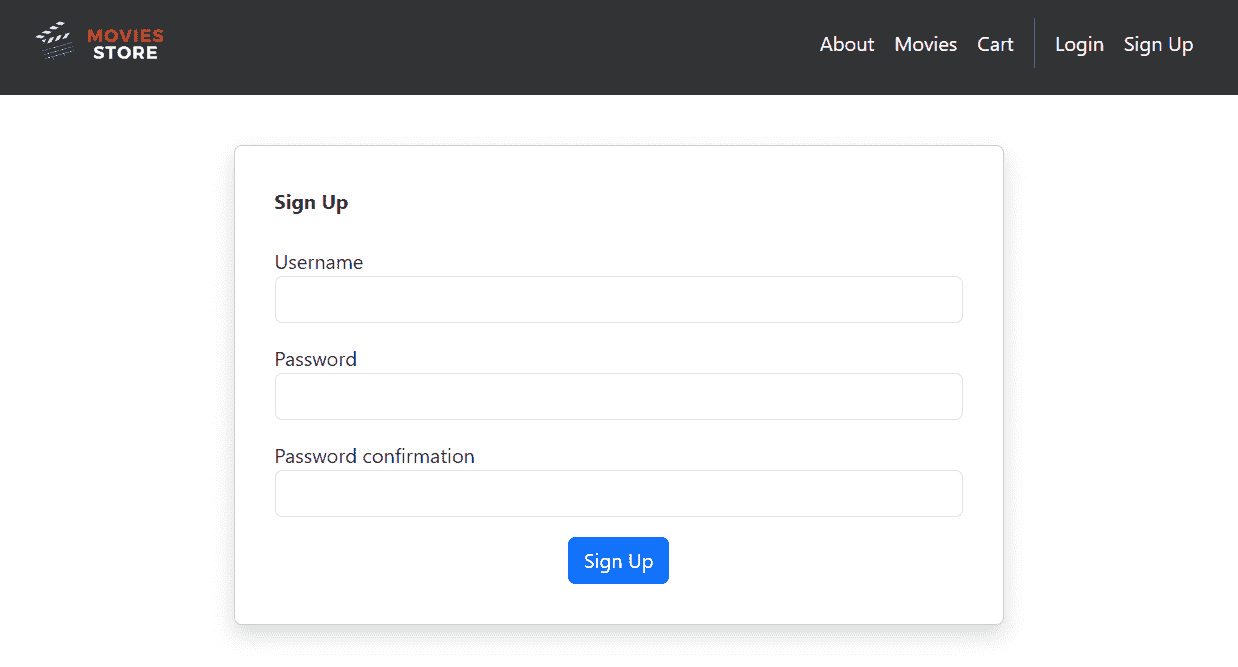 MOVIES
STORE
About Movies Cart Login Sign Up
Sign Up
Username
Password
Password confirmation
Sign Up